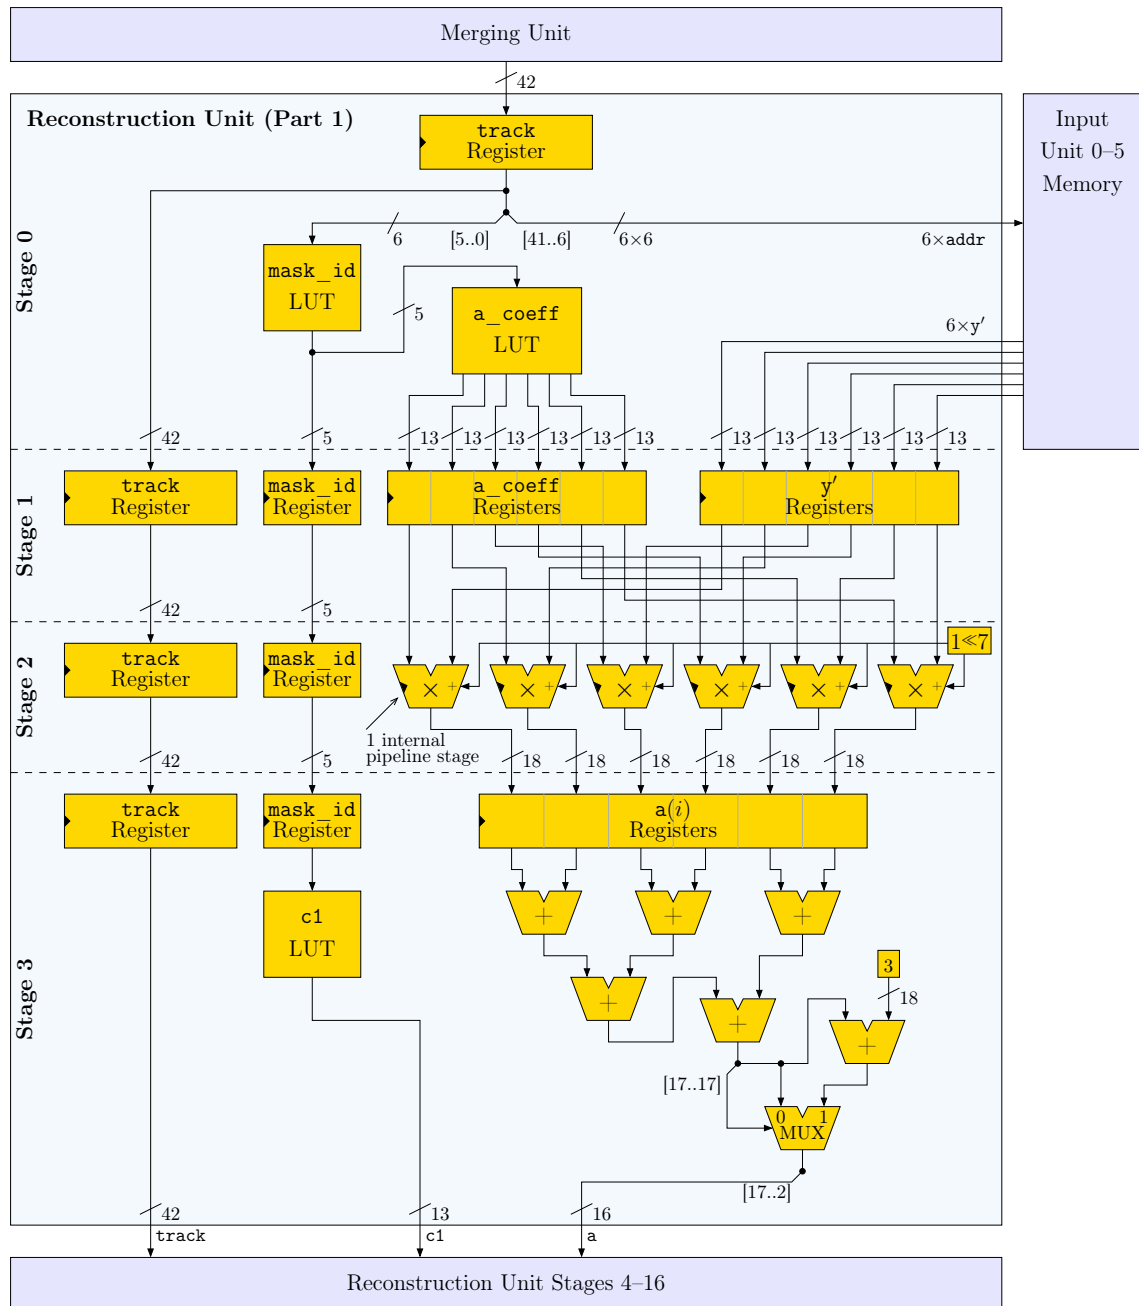 Merging Unit
42
Reconstruction Unit (Part 1)
track
Register
Input
Unit 0–5
Memory
6
[5..0]
[41..6]
6×6
6×addr
Stage 0
mask_id
LUT
5
a_coeff
LUT
6×y′
42
5
13
13
13
13
13
13
13
13
13
13
13
13
Stage 1
track
Register
mask_id
Register
a_coeff
Registers
y′
Registers
42
5
Stage 2
track
Register
mask_id
Register
1≪7
× +
× +
× +
× +
× +
× +
1 internal
pipeline stage
42
5
18
18
18
18
18
18
Stage 3
track
Register
mask_id
Register
a(i)
Registers
c1
LUT
+
+
+
3
18
+
+
+
[17..17]
0 1
MUX
[17..2]
42
13
16
track
c1
a
Reconstruction Unit Stages 4–16